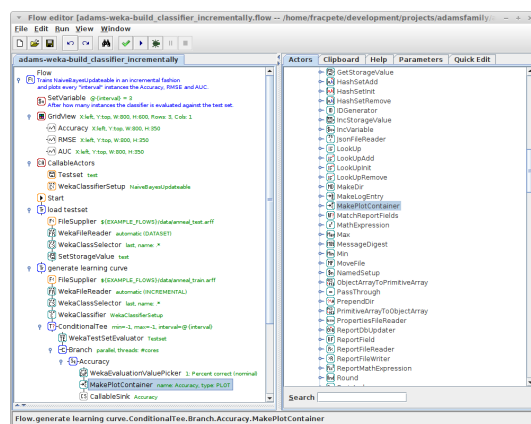 Flow editor [adams-weka-build_classifier_incrementally.flow -- /home/fracpete/development/projects/adamsfamily/
File Edit Run View Window
adams-weka-build_classifier_incrementally
Flow
Trains NaiveBayesUpdateable in an incremental fashion
and plots every "interval" instances the Accuracy, RMSE and AUC.
SetVariable @{interval} = 3
After how many instances the classifier is evaluated against the test set.
GridView X:left, Y:top, W:800, H:600, Rows: 3, Cols: 1
Accuracy X:left, Y:top, W:800, H:350
RMSE X:left, Y:top, W:800, H:350
AUC X:left, Y:top, W:800, H:350
CallableActors
Testset test
WekaClassifierSetup NaiveBayesUpdateable
Start
load testset
FileSupplier ${EXAMPLE_FLOWS}/data/anneal_test.arff
WekaFileReader automatic (DATASET)
WekaClassSelector last, name: .*
SetStorageValue test
generate learning curve
FileSupplier ${EXAMPLE_FLOWS}/data/anneal_train.arff
WekaFileReader automatic (INCREMENTAL)
WekaClassSelector last, name: .*
WekaClassifier WekaClassifierSetup
ConditionalTee min=-1, max=-1, interval=@{interval}
WekaTestSetEvaluator Testset
Branch parallel, threads: #cores
Accuracy
WekaEvaluationValuePicker 1: Percent correct (nominal)
MakePlotContainer name: Accuracy, type: PLOT
CallableSink Accuracy
Actors Clipboard Help Parameters Quick Edit
GetStorageValue
HashSetAdd
HashSetInit
HashSetRemove
IDGenerator
IncStorageValue
IncVariable
JsonFileReader
LookUp
LookUpAdd
LookUpInit
LookUpRemove
MakeDir
MakeLogEntry
MakePlotContainer
MatchReportFields
MathExpression
Max
MessageDigest
Min
MoveFile
NamedSetup
ObjectArrayToPrimitiveArray
PassThrough
PrependDir
PrimitiveArrayToObjectArray
PropertiesFileReader
ReportDbUpdater
ReportField
ReportFileReader
ReportFileWriter
ReportMathExpression
Round
Search
Flow.generate learning curve.ConditionalTee.Branch.Accuracy.MakePlotContainer